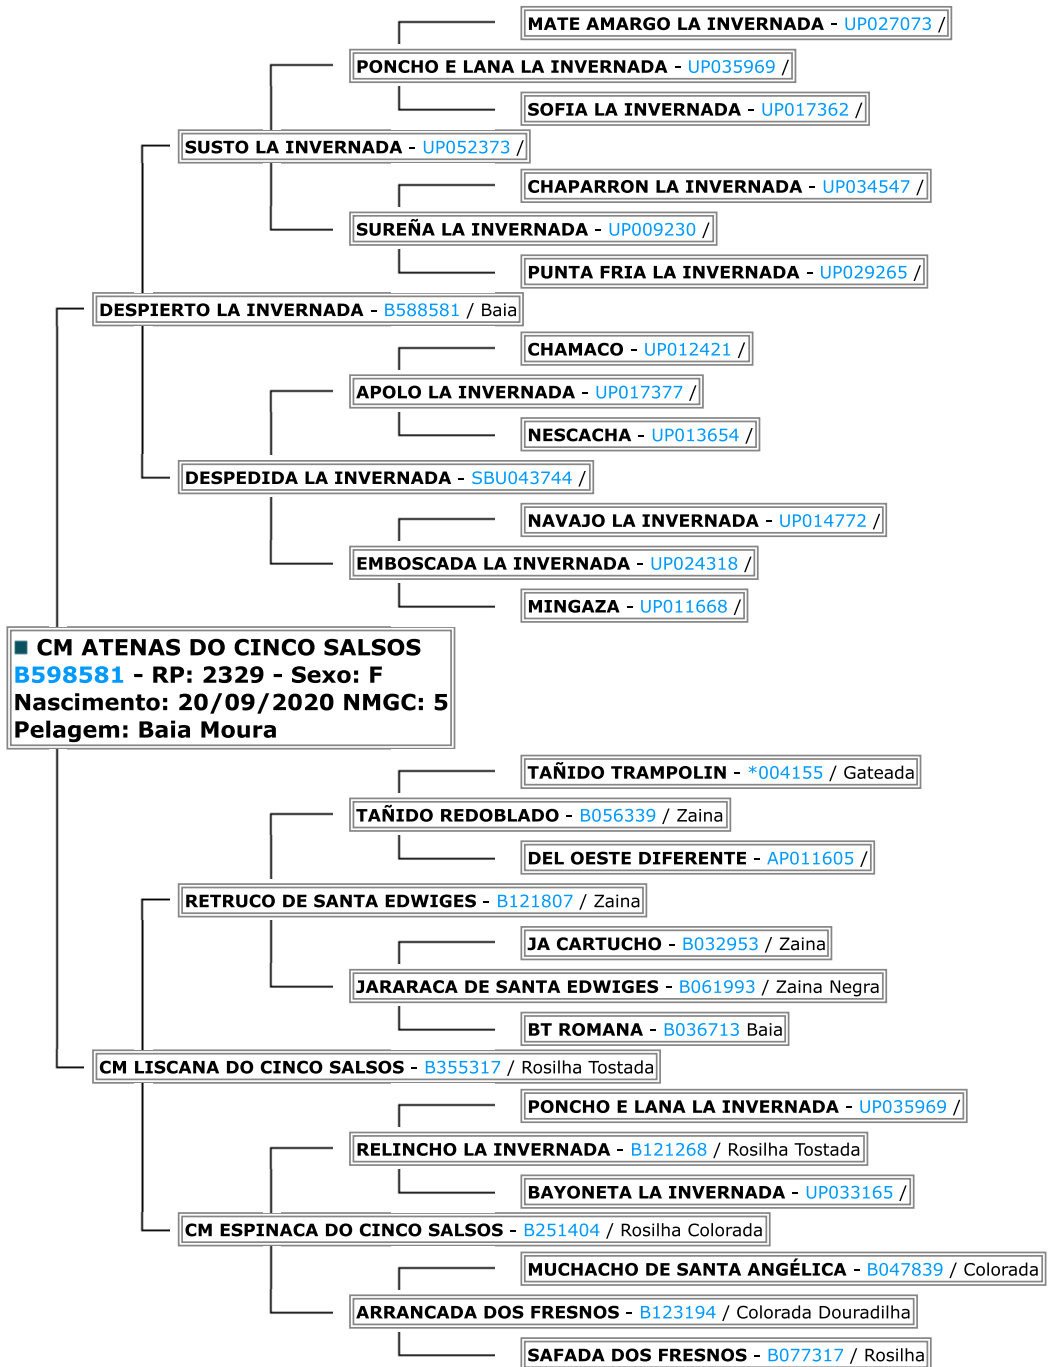 MATE AMARGO LA INVERNADA - UP027073 /
PONCHO E LANA LA INVERNADA - UP035969 /
SOFIA LA INVERNADA - UP017362 /
SUSTO LA INVERNADA - UP052373 /
CHAPARRON LA INVERNADA - UP034547 /
SUREÑA LA INVERNADA - UP009230 /
PUNTA FRIA LA INVERNADA - UP029265 /
DESPIERTO LA INVERNADA - B588581 / Baia
CHAMACO - UP012421 /
APOLO LA INVERNADA - UP017377 /
NESCACHA - UP013654 /
DESPEDIDA LA INVERNADA - SBU043744 /
NAVAJO LA INVERNADA - UP014772 /
EMBOSCADA LA INVERNADA - UP024318 /
MINGAZA - UP011668 /
CM ATENAS DO CINCO SALSOS
B598581 - RP: 2329 - Sexo: F
Nascimento: 20/09/2020 NMGC: 5
Pelagem: Baia Moura
TAÑIDO TRAMPOLIN - *004155 / Gateada
TAÑIDO REDOBLADO - B056339 / Zaina
DEL OESTE DIFERENTE - AP011605 /
RETRUCO DE SANTA EDWIGES - B121807 / Zaina
JA CARTUCHO - B032953 / Zaina
JARARACA DE SANTA EDWIGES - B061993 / Zaina Negra
BT ROMANA - B036713 Baia
CM LISCANA DO CINCO SALSOS - B355317 / Rosilha Tostada
PONCHO E LANA LA INVERNADA - UP035969 /
RELINCHO LA INVERNADA - B121268 / Rosilha Tostada
BAYONETA LA INVERNADA - UP033165 /
CM ESPINACA DO CINCO SALSOS - B251404 / Rosilha Colorada
MUCHACHO DE SANTA ANGÉLICA - B047839 / Colorada
ARRANCADA DOS FRESNOS - B123194 / Colorada Douradilha
SAFADA DOS FRESNOS - B077317 / Rosilha